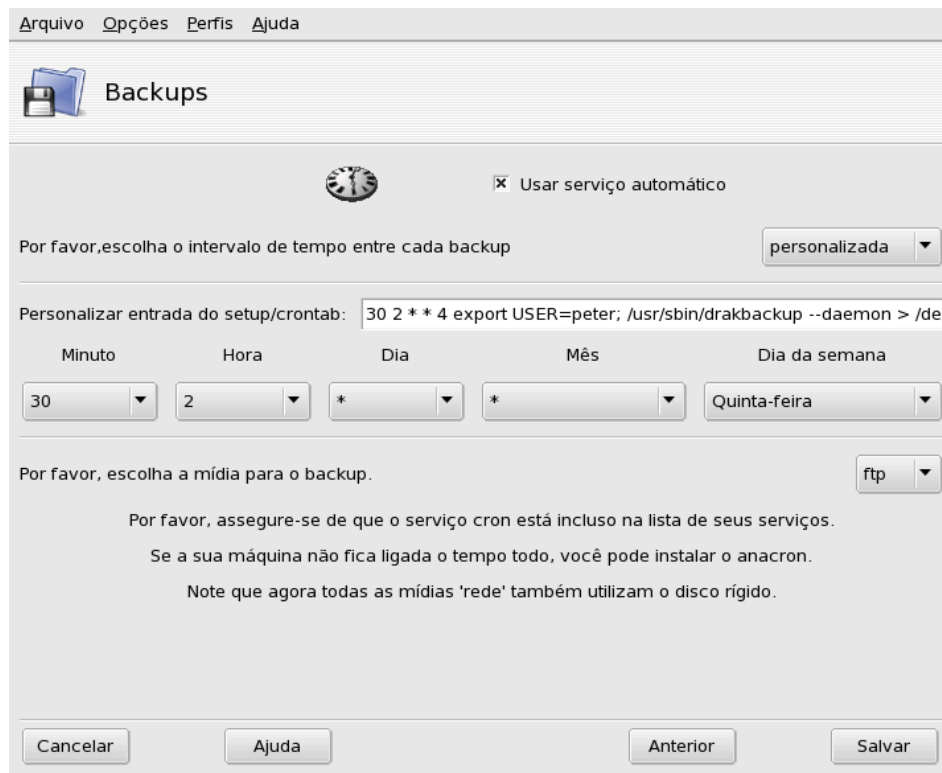 Arquivo Opções Perfis Ajuda
Backups
Usar serviço automático
Por favor,escolha o intervalo de tempo entre cada backup personalizada
Personalizar entrada do setup/crontab: 30 2 * * 4 export USER=peter; /usr/sbin/drakbackup --daemon > /de
Minuto Hora Dia Mês Dia da semana
30 2 * * Quinta-feira
Por favor, escolha a mídia para o backup. ftp
Por favor, assegure-se de que o serviço cron está incluso na lista de seus serviços.
Se a sua máquina não fica ligada o tempo todo, você pode instalar o anacron.
Note que agora todas as mídias 'rede' também utilizam o disco rígido.
Cancelar Ajuda Anterior Salvar